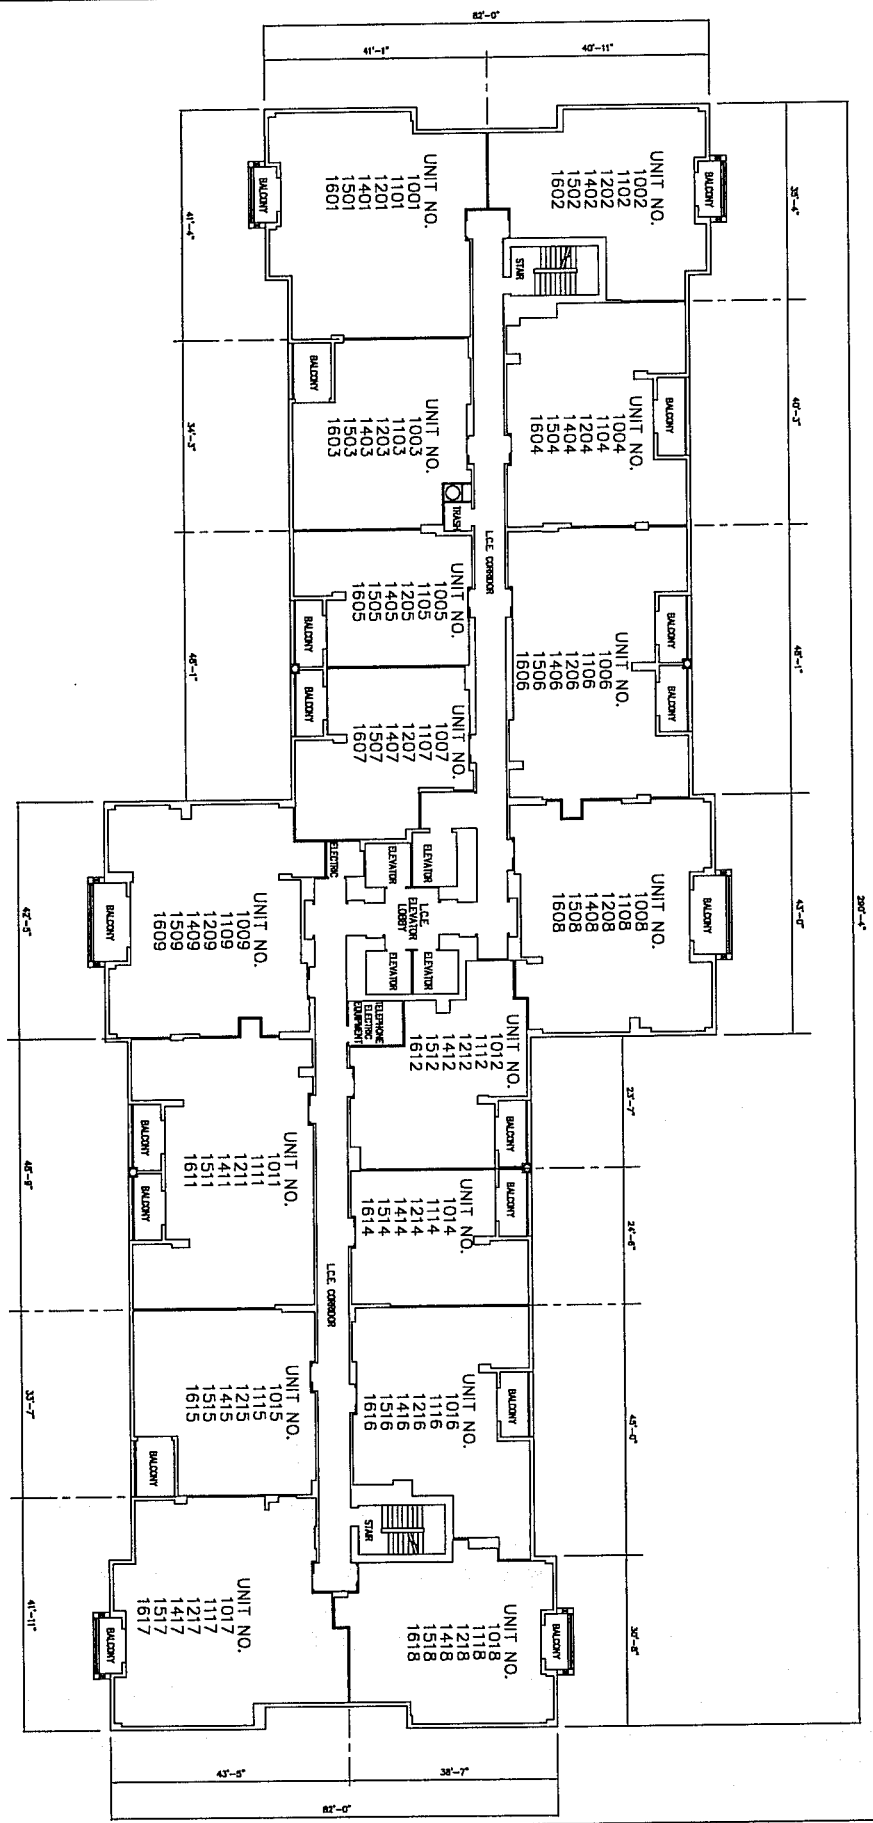 82'-0"
41'-1"
40'-11"
UNIT NO.
1002
1102
1202
1402
1502
1602
BALCONY
35'-4"
UNIT NO.
1001
1101
1201
1401
1501
1601
BALCONY
41'-4"
STAIR
UNIT NO.
1004
1104
1204
1404
1504
1604
BALCONY
40'-3"
UNIT NO.
1003
1103
1203
1403
1503
1603
BALCONY
34'-3"
TRASH
L.C.E. CORRIDOR
UNIT NO.
1006
1106
1206
1406
1506
1606
BALCONY
BALCONY
48'-1"
UNIT NO.
1005
1105
1205
1405
1505
1605
BALCONY
48'-1"
UNIT NO.
1007
1107
1207
1407
1507
1607
BALCONY
UNIT NO.
1008
1108
1208
1408
1508
1608
BALCONY
43'-0"
ELECTRIC
ELEVATOR
ELEVATOR
L.C.E.
ELEVATOR
LOBBY
ELEVATOR
ELEVATOR
UNIT NO.
1009
1109
1209
1409
1509
1609
BALCONY
42'-5"
TELEPHONE
ELECTRIC
EQUIPMENT
UNIT NO.
1012
1112
1212
1412
1512
1612
BALCONY
23'-7"
UNIT NO.
1011
1111
1211
1411
1511
1611
BALCONY
BALCONY
48'-9"
UNIT NO.
1014
1114
1214
1414
1514
1614
BALCONY
24'-6"
L.C.E. CORRIDOR
UNIT NO.
1016
1116
1216
1416
1516
1616
BALCONY
45'-0"
UNIT NO.
1015
1115
1215
1415
1515
1615
BALCONY
33'-7"
STAIR
UNIT NO.
1018
1118
1218
1418
1518
1618
BALCONY
30'-8"
UNIT NO.
1017
1117
1217
1417
1517
1617
BALCONY
41'-11"
43'-5"
38'-7"
82'-0"